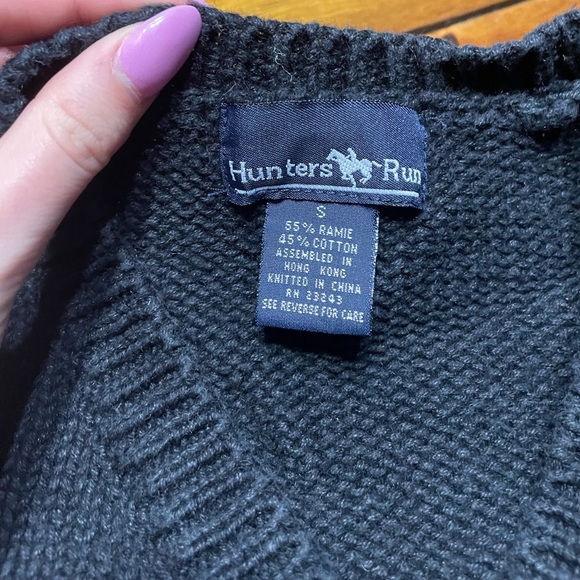 Hunters Run
S
55% RAMIE
45% COTTON
ASSEMBLED IN
HONG KONG
KNITTED IN CHINA
RN 23243
SEE REVERSE FOR CARE